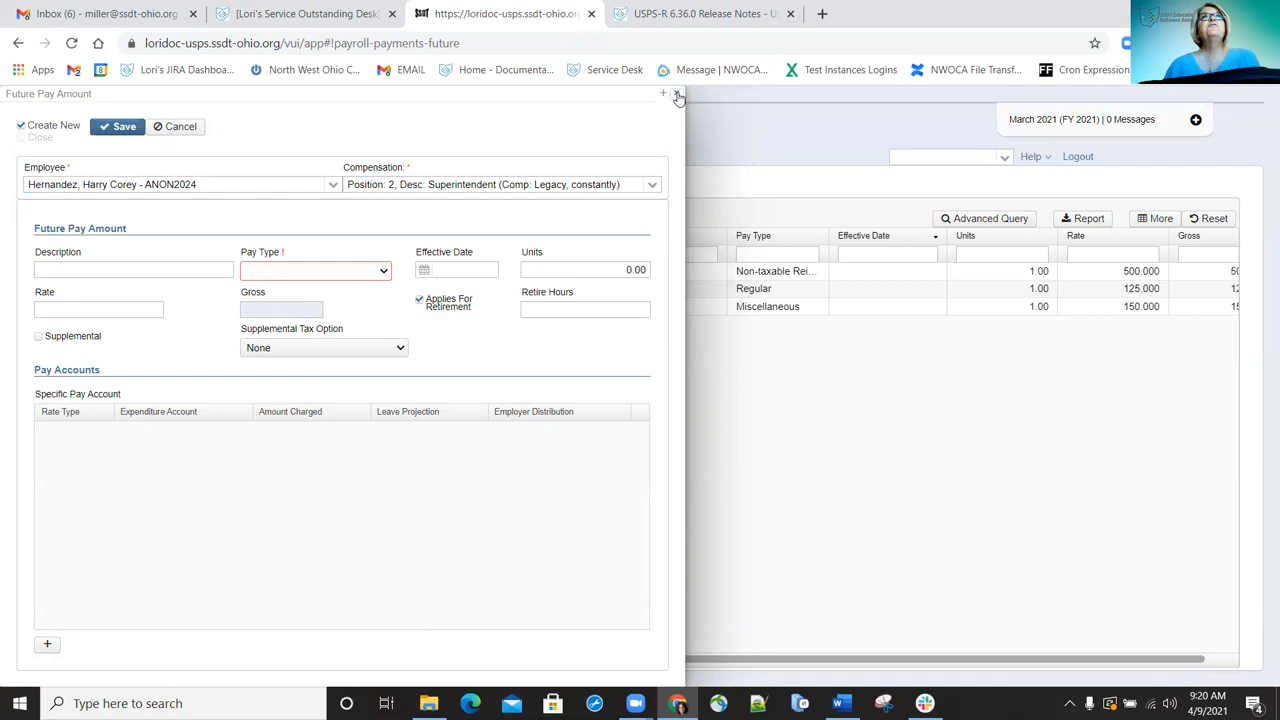 Inbox (6) - miller@ssdt-ohio.org
[Lori's Service Outstanding Desk]
https://loridoc-usps.ssdt-ohio.org
USPS-R 6.36.0 Release Notes - U
loridoc-usps.ssdt-ohio.org/vui/app#!payroll-payments-future
Apps
Lori's JIRA Dashboa...
North West Ohio C...
EMAIL
Home - Documenta...
Service Desk
Message | NWOCA...
Test Instances Logins
NWOCA File Transf...
Cron Expression
Future Pay Amount
March 2021 (FY 2021) | 0 Messages
Create New
Close
Save
Cancel
Help
Logout
Employee *
Compensation: *
Hernandez, Harry Corey - ANON2024
Position: 2, Desc: Superintendent (Comp: Legacy, constantly)
Advanced Query
Report
More
Reset
Pay Type
Effective Date
Units
Rate
Gross
Non-taxable Rei...
1.00
500.000
50
Regular
1.00
125.000
12
Miscellaneous
1.00
150.000
15
Future Pay Amount
Description
Pay Type !
Effective Date
Units
0.00
Rate
Gross
Applies For
Retirement
Retire Hours
Supplemental
Supplemental Tax Option
None
Pay Accounts
Specific Pay Account
Rate Type
Expenditure Account
Amount Charged
Leave Projection
Employer Distribution
+
Type here to search
9:20 AM
4/9/2021
4